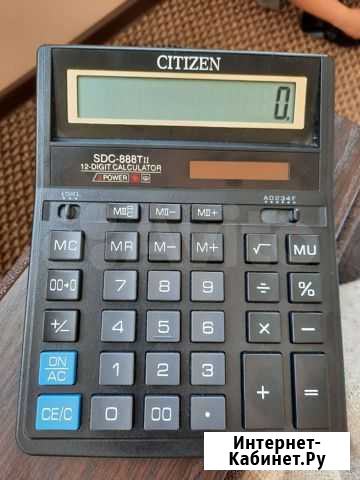 CITIZEN
0.
SDC-888TII
12-DIGIT CALCULATOR
POWER
A0234F
MII- MII+
MC MR M- M+ √ MU
00→0 7 8 9 ÷ %
+/- 4 5 6 × -
ON/AC 1 2 3 + =
CE/C 0 00 •
Интернет-
Кабинет.Ру